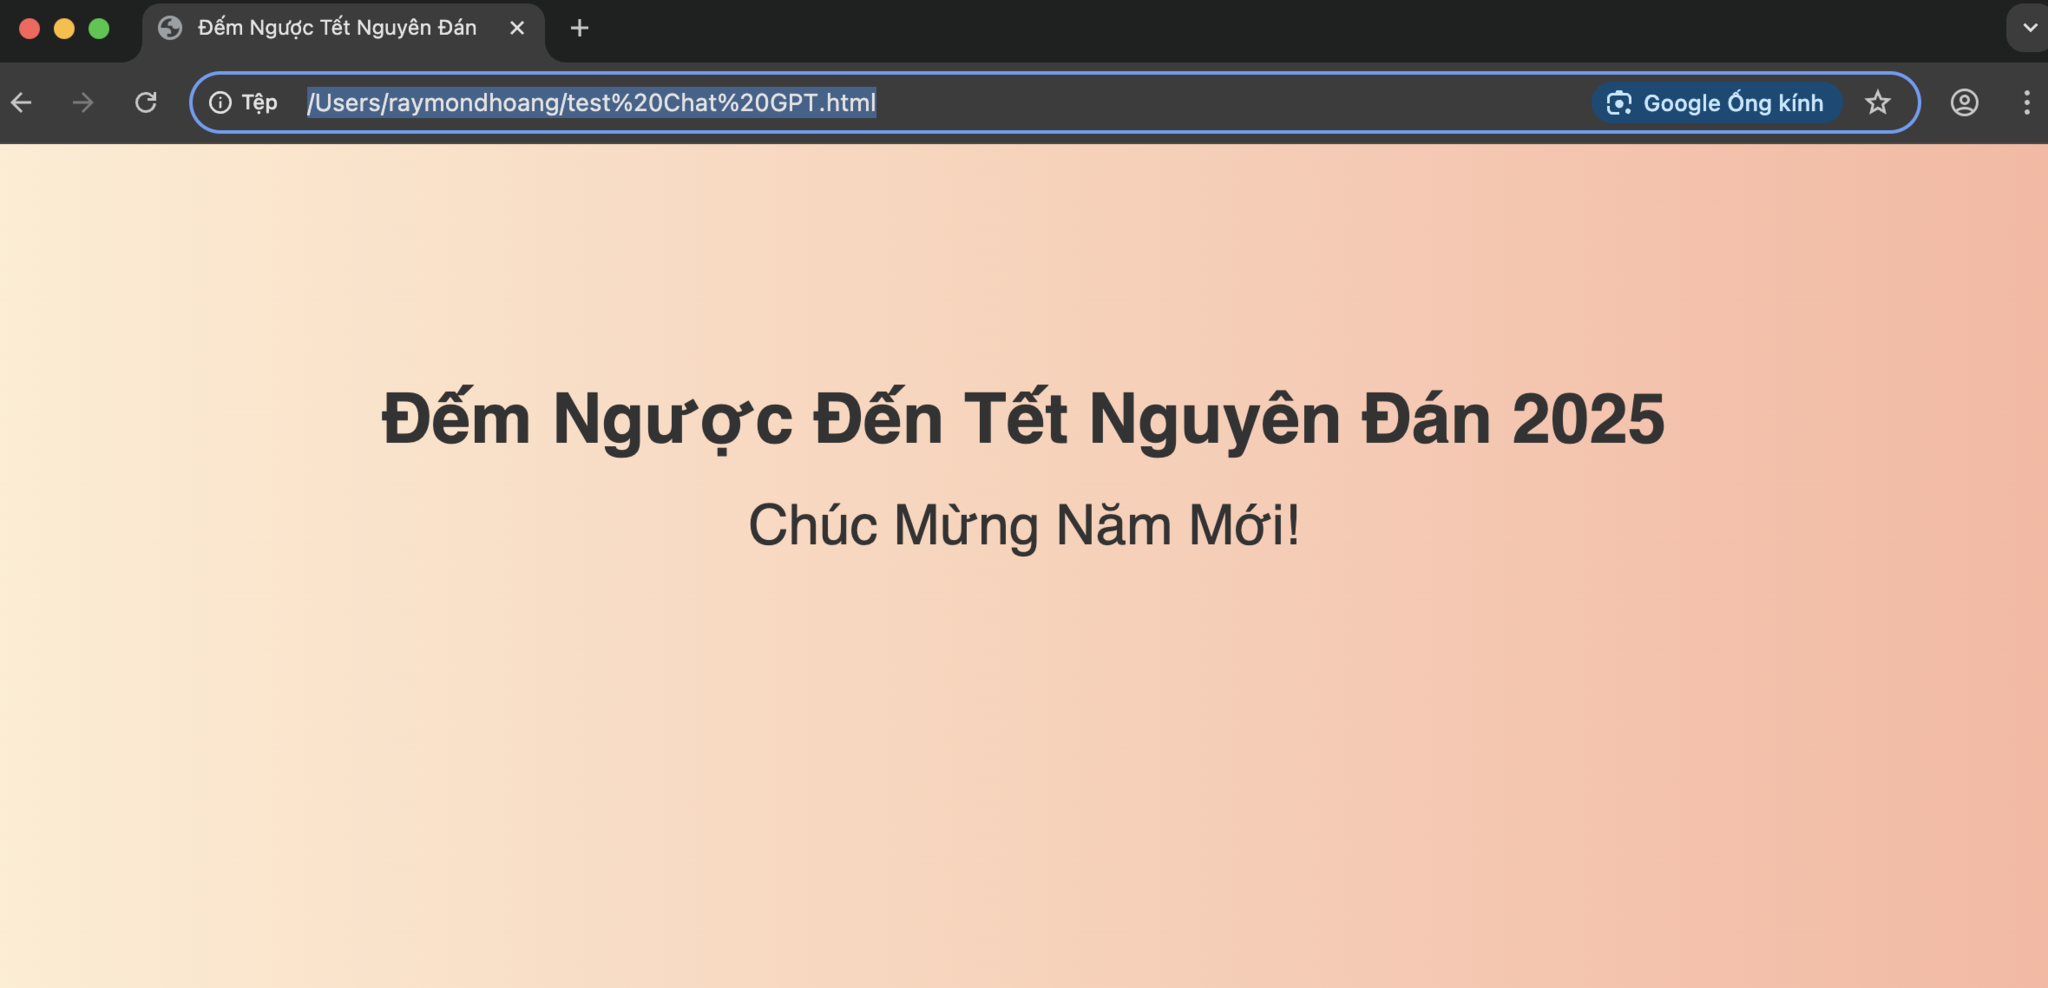 Đếm Ngược Tết Nguyên Đán
Tệp /Users/raymondhoang/test%20Chat%20GPT.html Google Ống kính
Đếm Ngược Đến Tết Nguyên Đán 2025
Chúc Mừng Năm Mới!